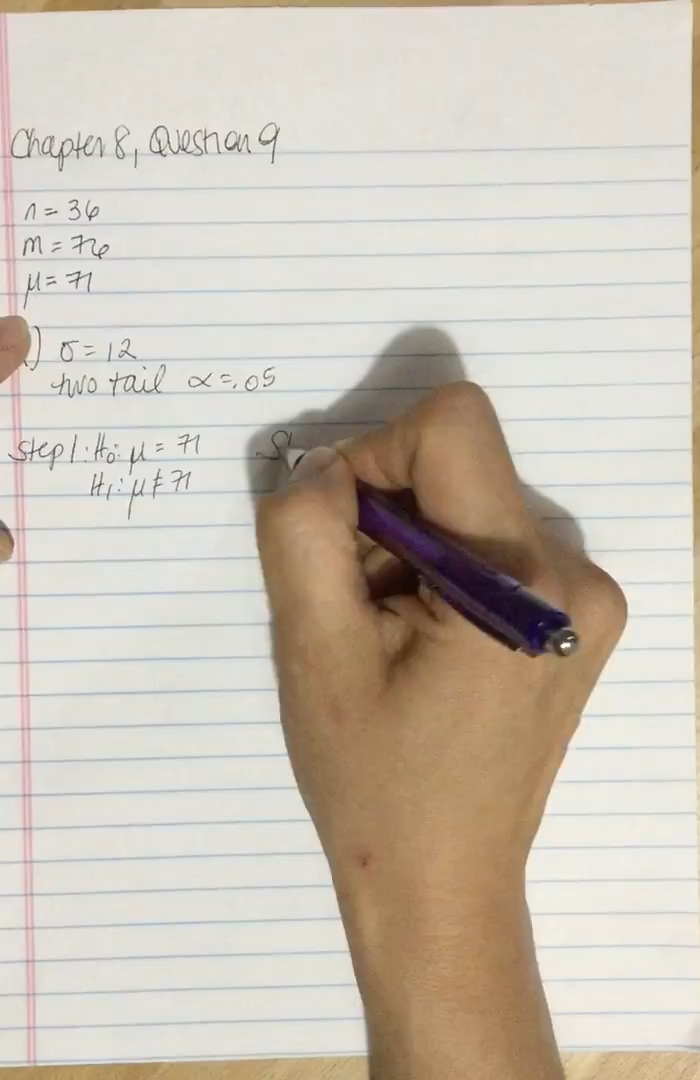 Chapter 8, Question 9
n = 36
m = 76
μ = 71
) σ = 12
two tail α = .05
Step 1: H₀: μ = 71
H₁: μ ≠ 71